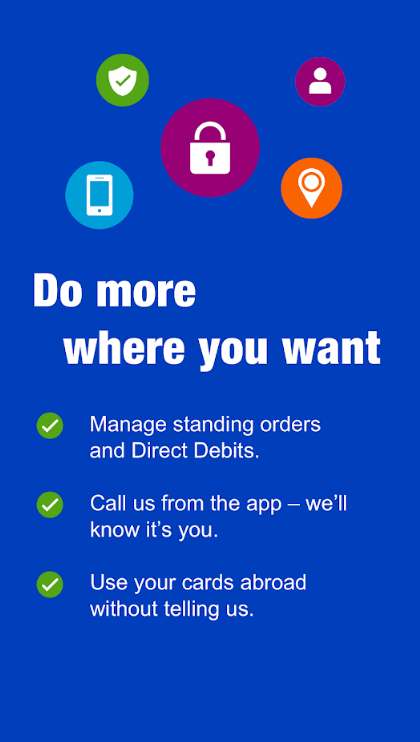 Do more
where you want
Manage standing orders
and Direct Debits.
Call us from the app – we’ll
know it’s you.
Use your cards abroad
without telling us.